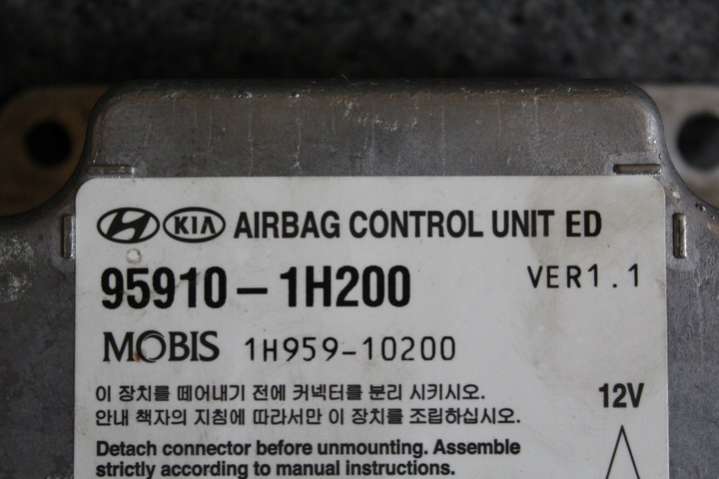 KIA AIRBAG CONTROL UNIT ED
95910-1H200 VER1.1
MOBIS 1H959-10200
이 장치를 떼어내기 전에 커넥터를 분리 시키시오.
안내 책자의 지침에 따라서만 이 장치를 조립하십시오.
12V
Detach connector before unmounting. Assemble
strictly according to manual instructions.